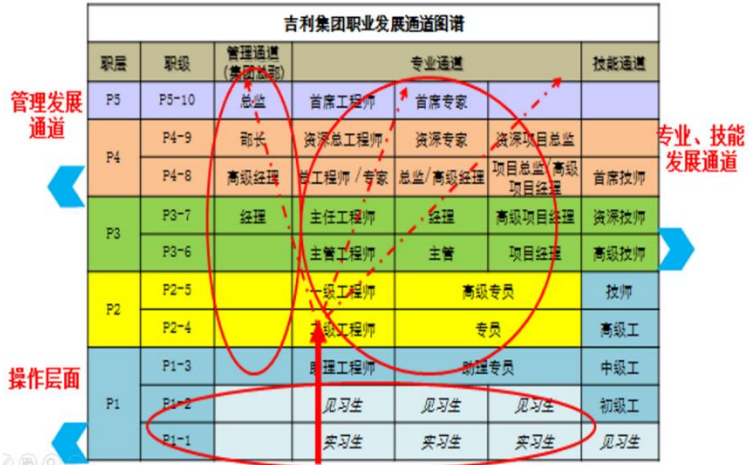 吉利集团职业发展通道图谱
职层 职级 管理通道(集团总部) 专业通道 技能通道
P5 P5-10 总监 首席工程师 首席专家
P4 P4-9 部长 资深总工程师 资深专家 资深项目总监
P4-8 高级经理 总工程师/专家 总监/高级经理 项目总监/高级项目经理 首席技师
P3 P3-7 经理 主任工程师 经理 高级项目经理 资深技师
P3-6 主管工程师 主管 项目经理 高级技师
P2 P2-5 一级工程师 高级专员 技师
P2-4 二级工程师 专员 高级工
P1 P1-3 助理工程师 助理专员 中级工
P1-2 见习生 见习生 见习生 初级工
P1-1 实习生 实习生 实习生 见习生
管理发展
通道
专业、技能
发展通道
操作层面